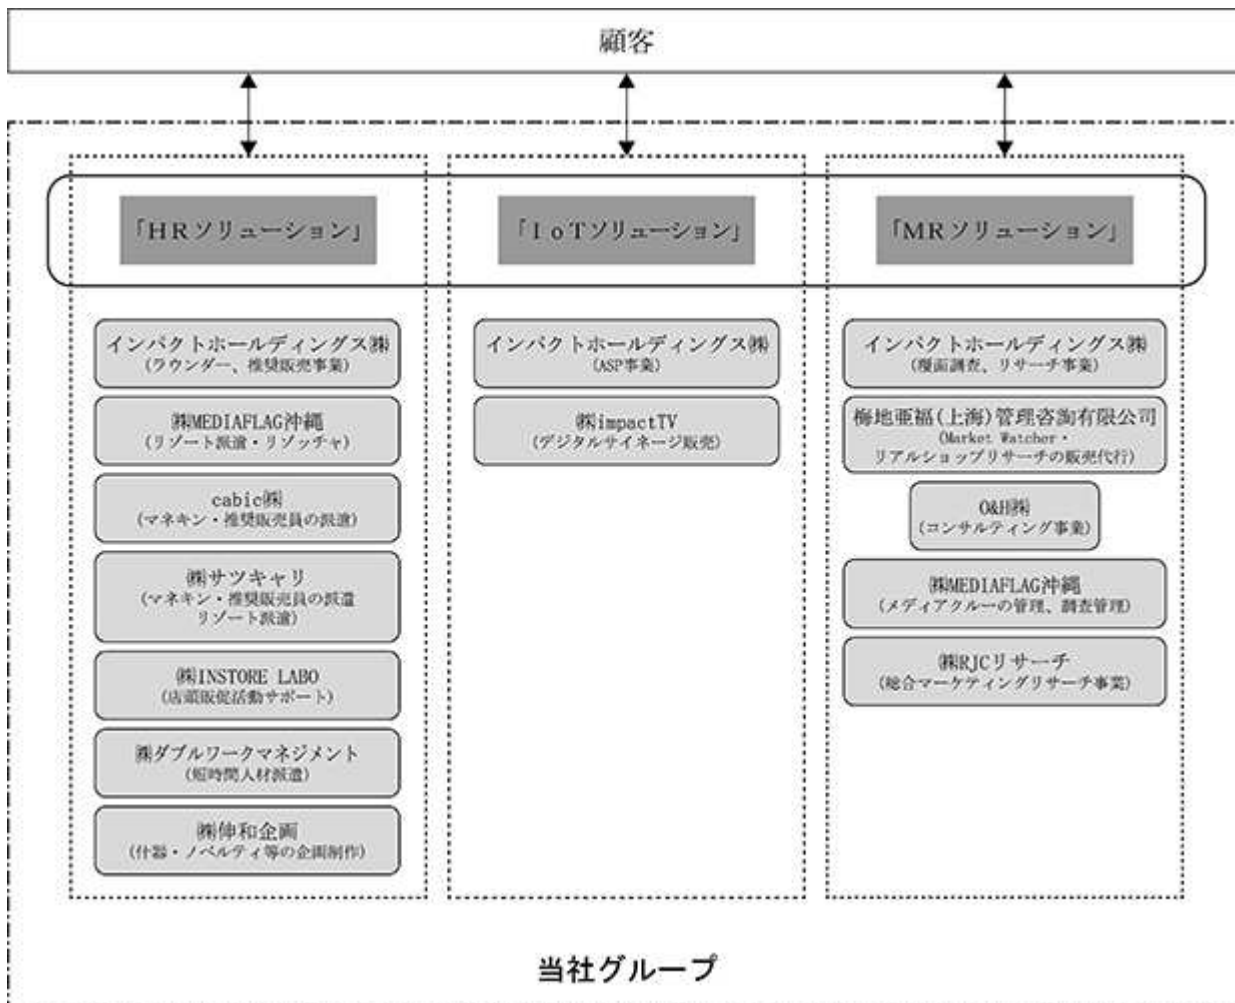 顧客
「HRソリューション」
インパクトホールディングス㈱
(ラウンダー、推奨販売事業)
㈱MEDIAFLAG沖縄
(リゾート派遣・リゾッチャ)
cabic㈱
(マネキン・推奨販売員の派遣)
㈱サツキャリ
(マネキン・推奨販売員の派遣
リゾート派遣)
㈱INSTORE LABO
(店頭販促活動サポート)
㈱ダブルワークマネジメント
(短時間人材派遣)
㈱伸和企画
(什器・ノベルティ等の企画制作)
「IoTソリューション」
インパクトホールディングス㈱
(ASP事業)
㈱impactTV
(デジタルサイネージ販売)
「MRソリューション」
インパクトホールディングス㈱
(覆面調査、リサーチ事業)
梅地亜福(上海)管理咨詢有限公司
(Market Watcher・
リアルショップリサーチの販売代行)
O&H㈱
(コンサルティング事業)
㈱MEDIAFLAG沖縄
(メディアクルーの管理、調査管理)
㈱RJCリサーチ
(総合マーケティングリサーチ事業)
当社グループ